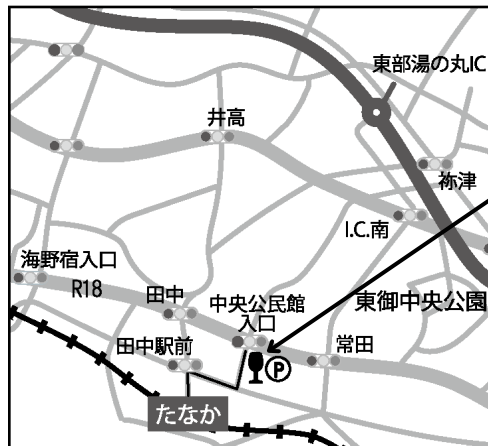 東部湯の丸IC
井高
祢津
I.C.南
海野宿入口
R18
田中
中央公民館
入口
東御中央公園
田中駅前
常田
P
たなか